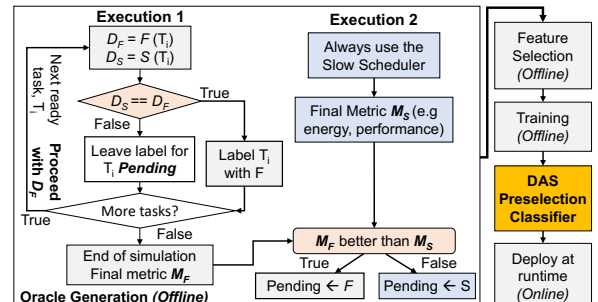 Execution 1
D_F = F (T_i)
D_S = S (T_i)
Next ready
task, T_i
D_S == D_F
True
False
Leave label for
T_i Pending
Label T_i
with F
Proceed
with D_F
More tasks?
True
False
End of simulation
Final metric M_F
Oracle Generation (Offline)
Execution 2
Always use the
Slow Scheduler
Final Metric M_S (e.g
energy, performance)
M_F better than M_S
True
False
Pending ← F
Pending ← S
Feature
Selection
(Offline)
Training
(Offline)
DAS
Preselection
Classifier
Deploy at
runtime
(Online)